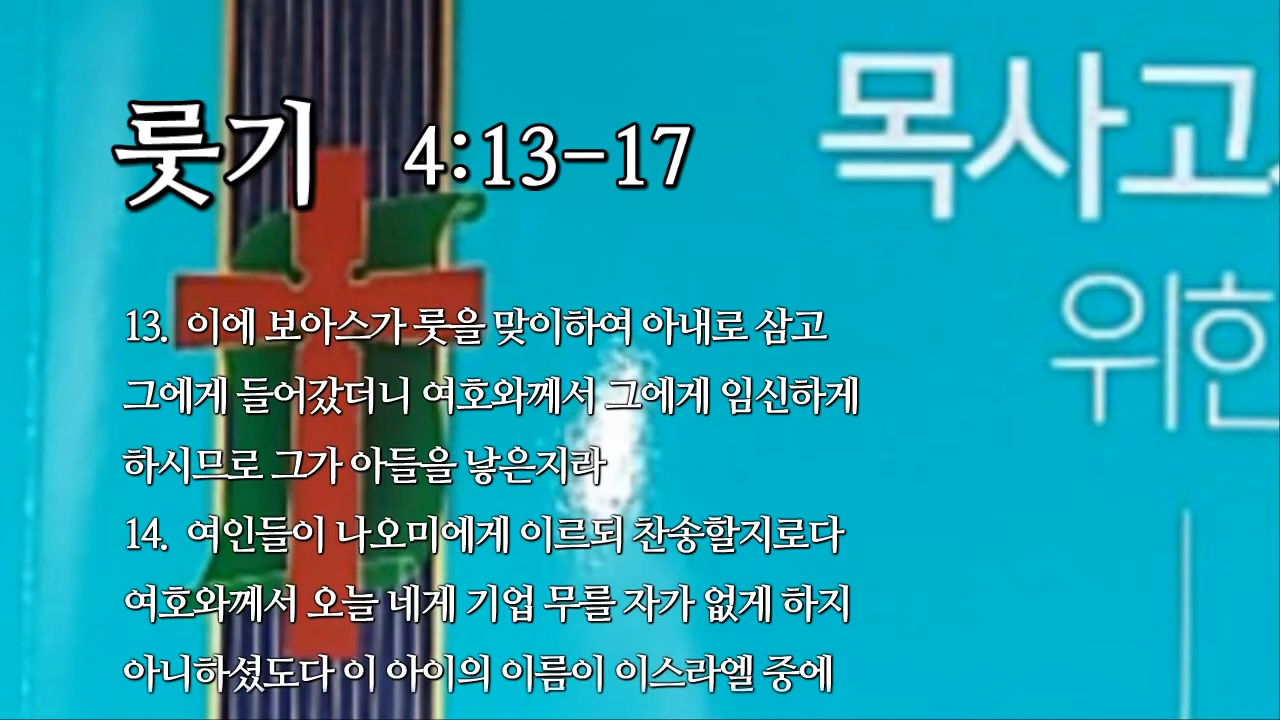 룻기 4:13-17
목사고
위한
13. 이에 보아스가 룻을 맞이하여 아내로 삼고
그에게 들어갔더니 여호와께서 그에게 임신하게
하시므로 그가 아들을 낳은지라
14. 여인들이 나오미에게 이르되 찬송할지로다
여호와께서 오늘 네게 기업 무를 자가 없게 하지
아니하셨도다 이 아이의 이름이 이스라엘 중에